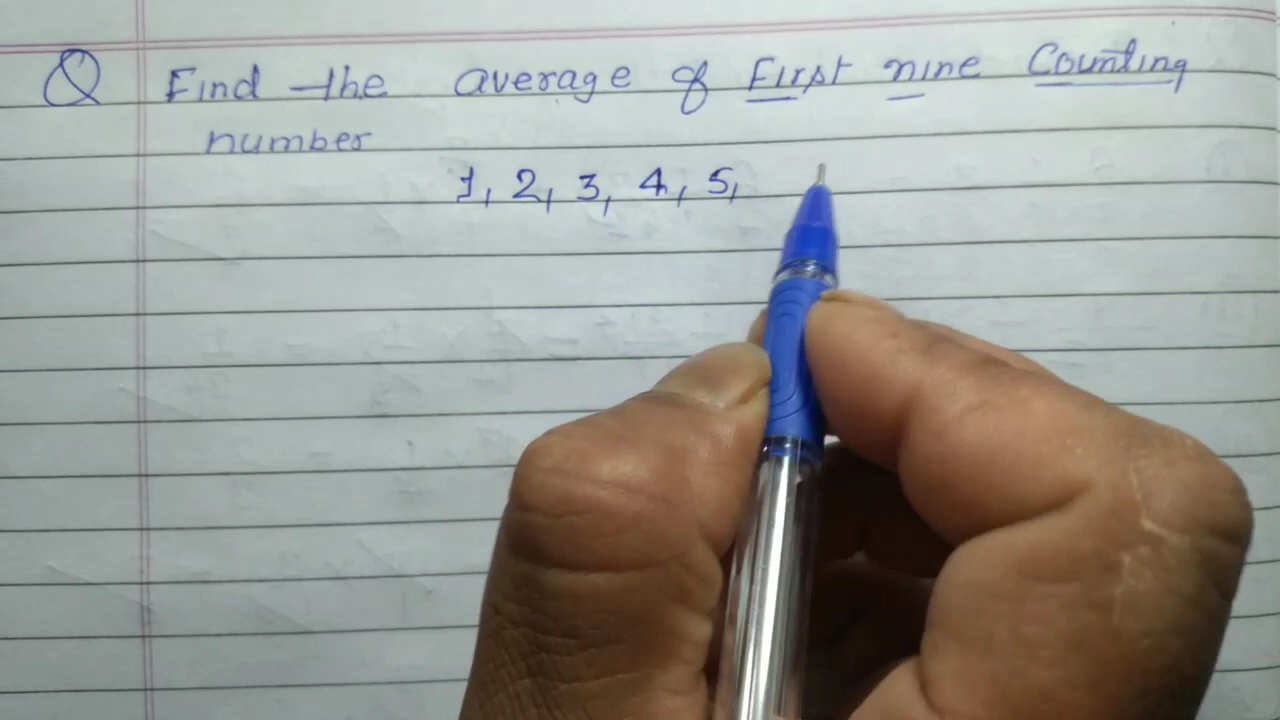 Q Find the average of First nine Counting
number
1, 2, 3, 4, 5,